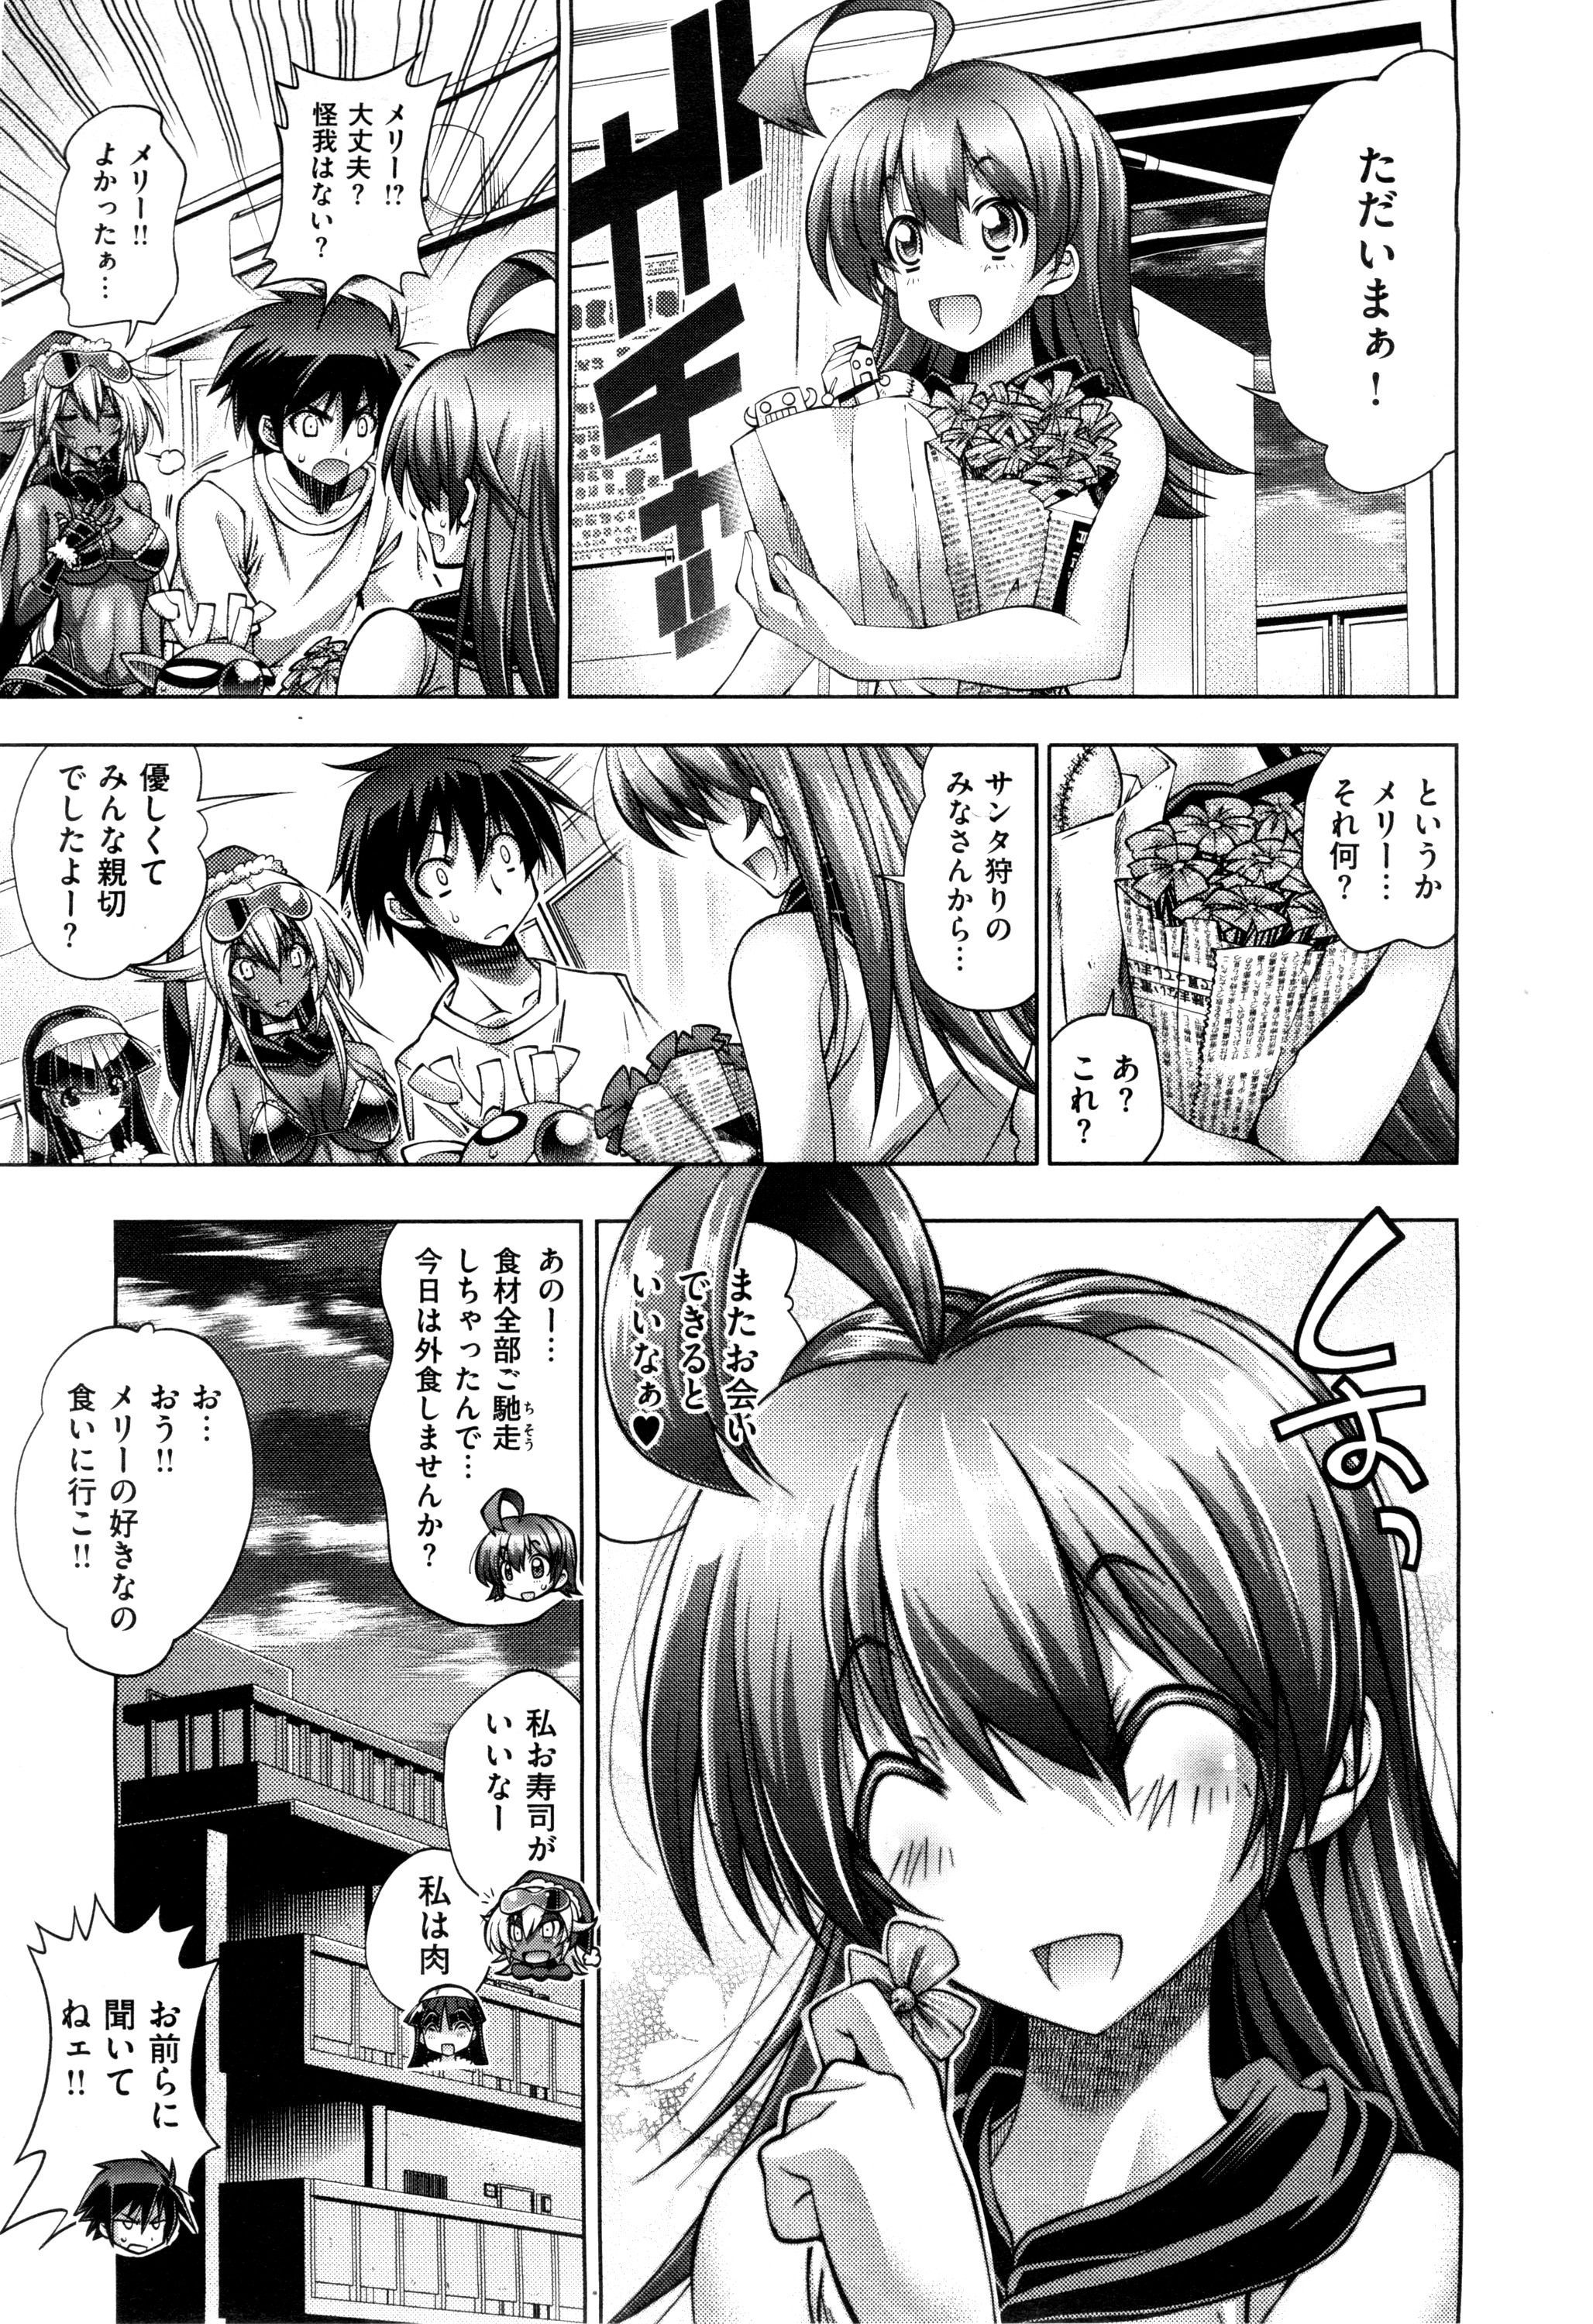 ただいまぁ！
ガチャ!!
メリー!?
大丈夫？
怪我はない？
メリー!!
よかったぁ…
というか
メリー…
それ何？
あ？
これ？
サンタ狩りの
みなさんから…
優しくて
みんな親切
でしたよー？
またお会い
できると
いいなぁ♥
あのー…
食材全部ご馳走
ちそう
しちゃったんで…
今日は外食しませんか？
お…
おう!!
メリーの好きなの
食いに行こ!!
私お寿司が
いいなー
私は肉
お前らに
聞いて
ねェ!!